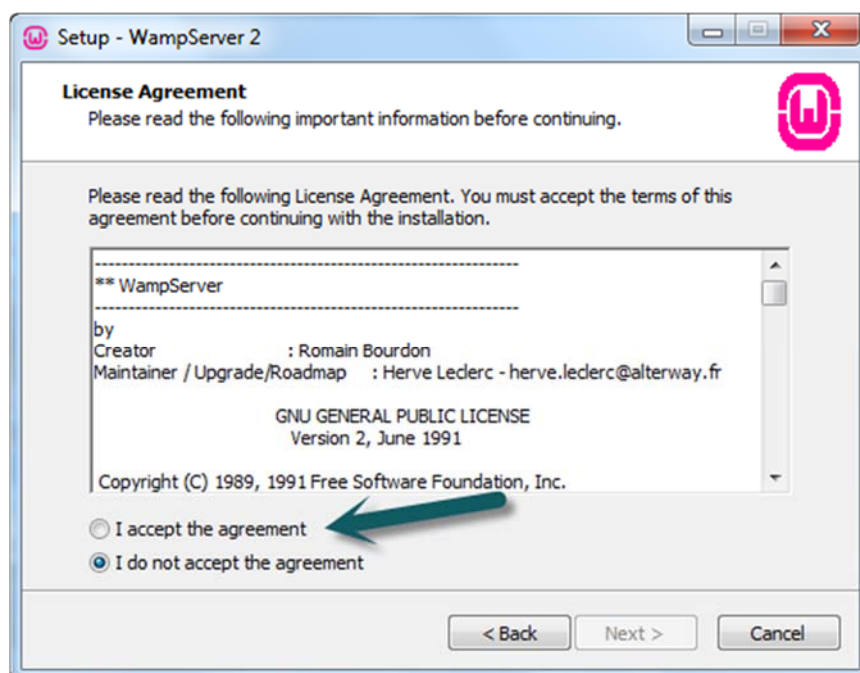 Setup - WampServer 2
License Agreement
Please read the following important information before continuing.
Please read the following License Agreement. You must accept the terms of this
agreement before continuing with the installation.
------------------------------------------------------------
** WampServer
------------------------------------------------------------
by
Creator : Romain Bourdon
Maintainer / Upgrade/Roadmap : Herve Leclerc - herve.leclerc@alterway.fr
GNU GENERAL PUBLIC LICENSE
Version 2, June 1991
Copyright (C) 1989, 1991 Free Software Foundation, Inc.
I accept the agreement
I do not accept the agreement
< Back Next > Cancel